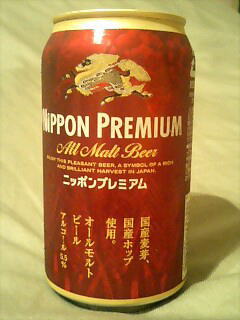 NIPPON PREMIUM
All Malt Beer
ENJOY THIS PLEASANT BEER, A SYMBOL OF A RICH
AND BRILLIANT HARVEST IN JAPAN.
ニッポンプレミアム
国産麦芽、
国産ホップ
使用。
オールモルト
ビール
アルコール5.5%